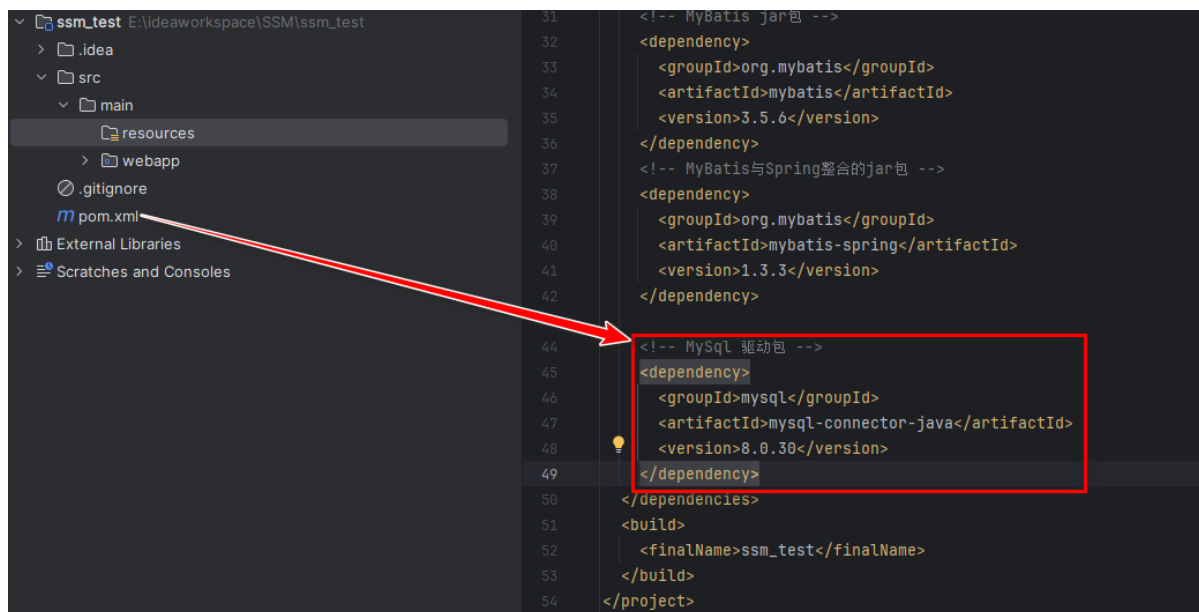 ssm_test E:\ideaworkspace\SSM\ssm_test
.idea
src
main
resources
webapp
.gitignore
m pom.xml
External Libraries
Scratches and Consoles
31 <!-- MyBatis jar包 -->
32 <dependency>
33 <groupId>org.mybatis</groupId>
34 <artifactId>mybatis</artifactId>
35 <version>3.5.6</version>
36 </dependency>
37 <!-- MyBatis与Spring整合的jar包 -->
38 <dependency>
39 <groupId>org.mybatis</groupId>
40 <artifactId>mybatis-spring</artifactId>
41 <version>1.3.3</version>
42 </dependency>
44 <!-- MySql 驱动包 -->
45 <dependency>
46 <groupId>mysql</groupId>
47 <artifactId>mysql-connector-java</artifactId>
48 <version>8.0.30</version>
49 </dependency>
50 </dependencies>
51 <build>
52 <finalName>ssm_test</finalName>
53 </build>
54 </project>